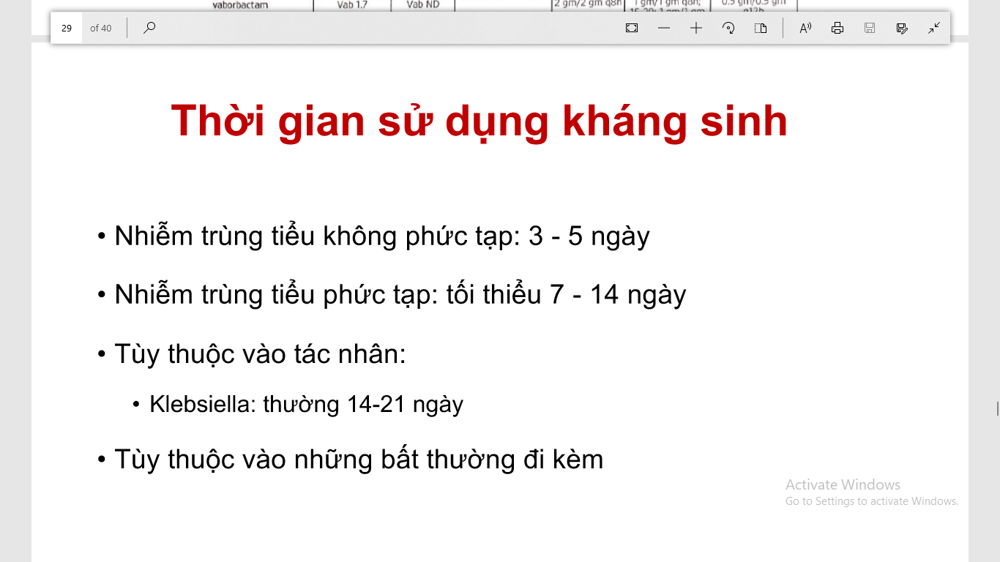 vaborbactam Vab 1.7 Vab ND 2 gm/2 gm q8h 1 gm/1 gm q8h; 0.5 gm/0.5 gm
29 of 40
Thời gian sử dụng kháng sinh
• Nhiễm trùng tiểu không phức tạp: 3 - 5 ngày
• Nhiễm trùng tiểu phức tạp: tối thiểu 7 - 14 ngày
• Tùy thuộc vào tác nhân:
• Klebsiella: thường 14-21 ngày
• Tùy thuộc vào những bất thường đi kèm
Activate Windows
Go to Settings to activate Windows.